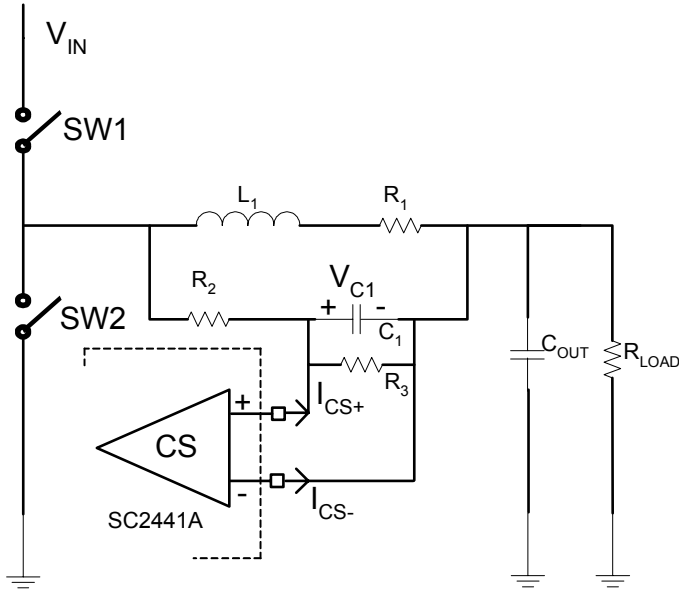 V_IN
SW1
L_1
R_1
R_2
V_C1
+ -
C_1
SW2
C_OUT
R_LOAD
R_3
+
I_CS+
CS
-
I_CS-
SC2441A